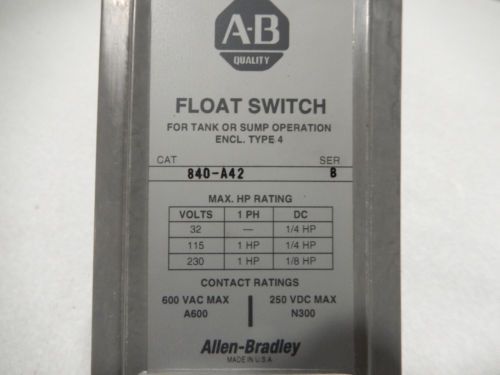 A-B
QUALITY
FLOAT SWITCH
FOR TANK OR SUMP OPERATION
ENCL. TYPE 4
CAT SER
840-A42 B
MAX. HP RATING
VOLTS 1 PH DC
32 — 1/4 HP
115 1 HP 1/4 HP
230 1 HP 1/8 HP
CONTACT RATINGS
600 VAC MAX 250 VDC MAX
A600 N300
Allen-Bradley
MADE IN U.S.A